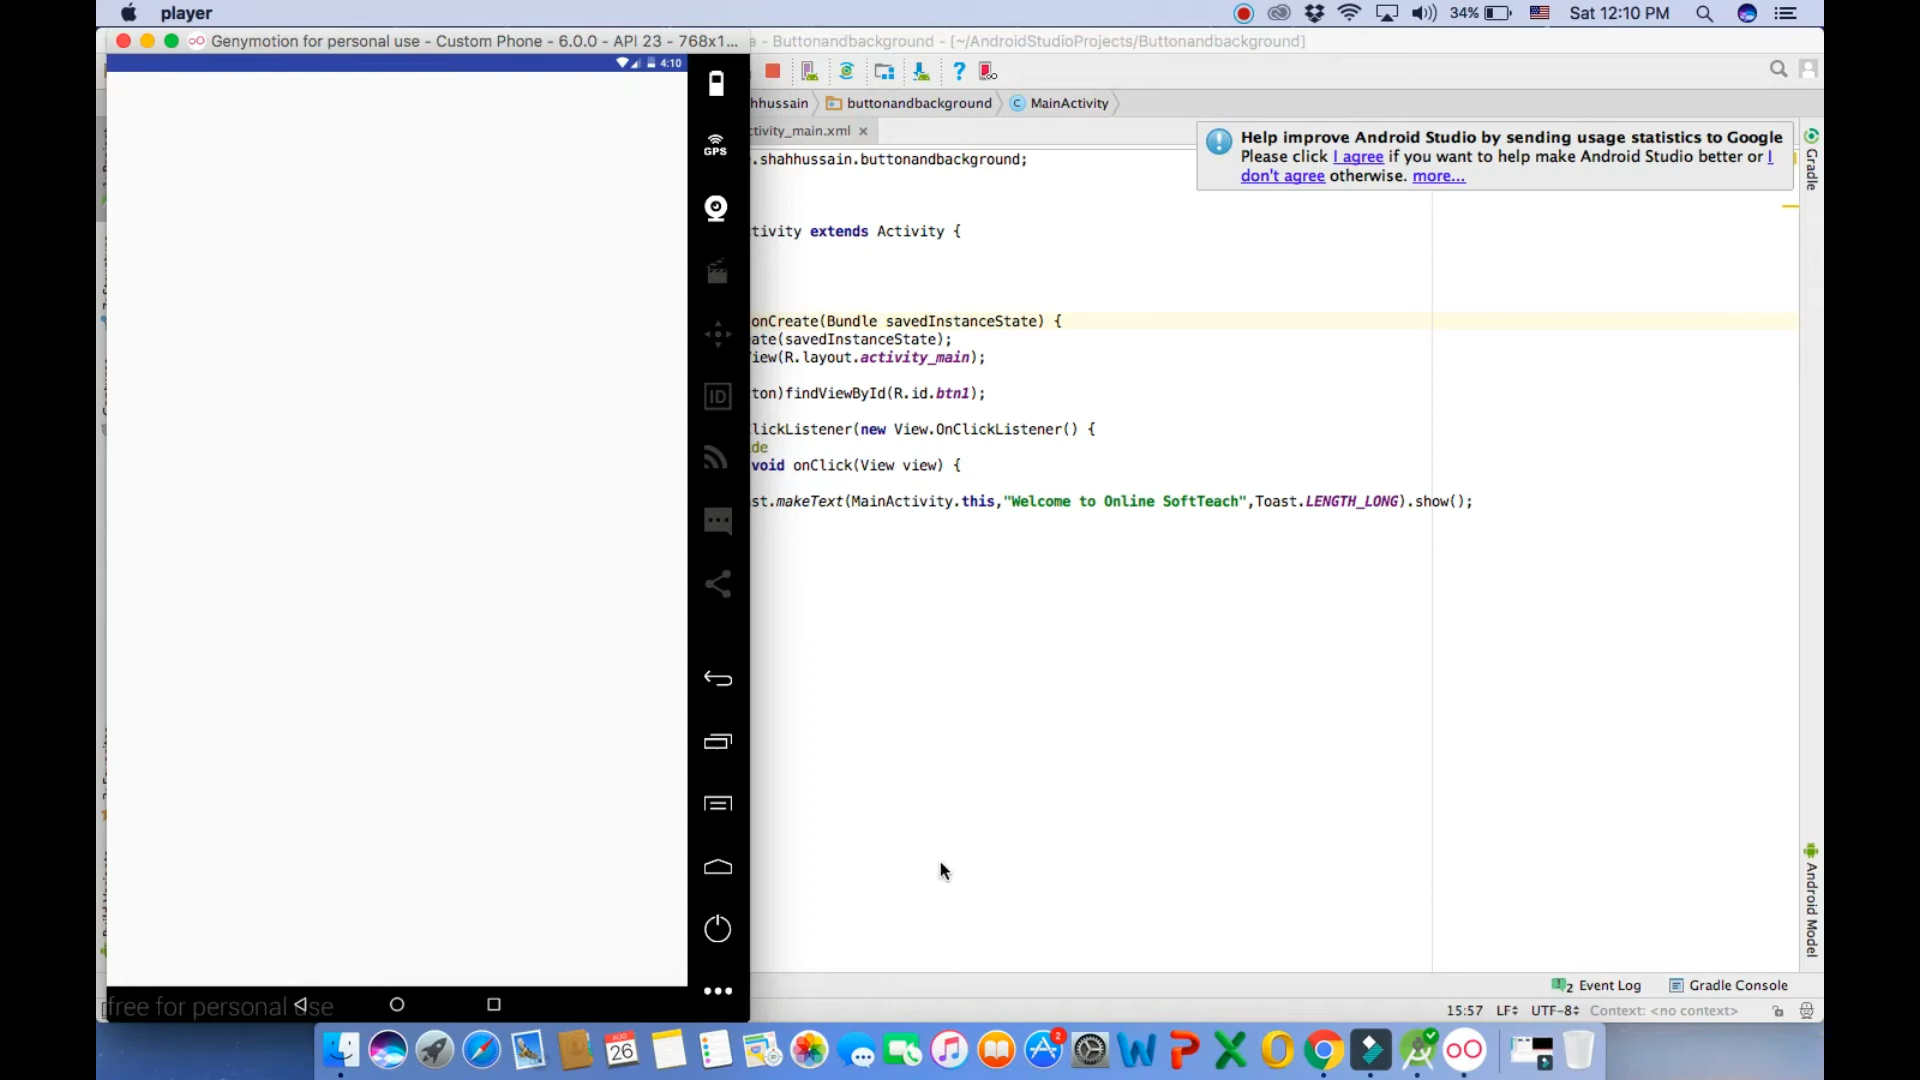 player
34%
Sat 12:10 PM
Genymotion for personal use - Custom Phone - 6.0.0 - API 23 - 768x1...
- Buttonandbackground - [~/AndroidStudioProjects/Buttonandbackground]
4:10
?
hhussain
buttonandbackground
C MainActivity
tivity_main.xml
Help improve Android Studio by sending usage statistics to Google
Please click I agree if you want to help make Android Studio better or I
don't agree otherwise. more...
GPS
Gradle
.shahhussain.buttonandbackground;
tivity extends Activity {
onCreate(Bundle savedInstanceState) {
ate(savedInstanceState);
iew(R.layout.activity_main);
ton)findViewById(R.id.btn1);
lickListener(new View.OnClickListener() {
de
void onClick(View view) {
st.makeText(MainActivity.this,"Welcome to Online SoftTeach",Toast.LENGTH_LONG).show();
ID
Android Model
2 Event Log
Gradle Console
free for personal use
15:57
LF
UTF-8
Context: <no context>
AUG
26
2